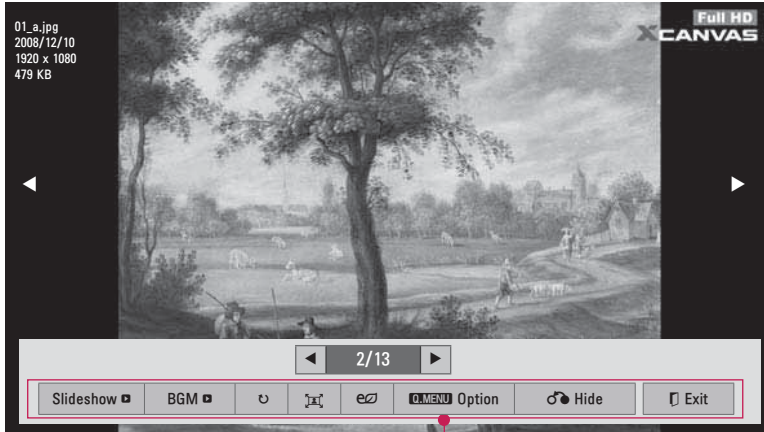 01_a.jpg
2008/12/10
1920 x 1080
479 KB
Full HD
XCANVAS
2/13
Slideshow BGM Q.MENU Option Hide Exit